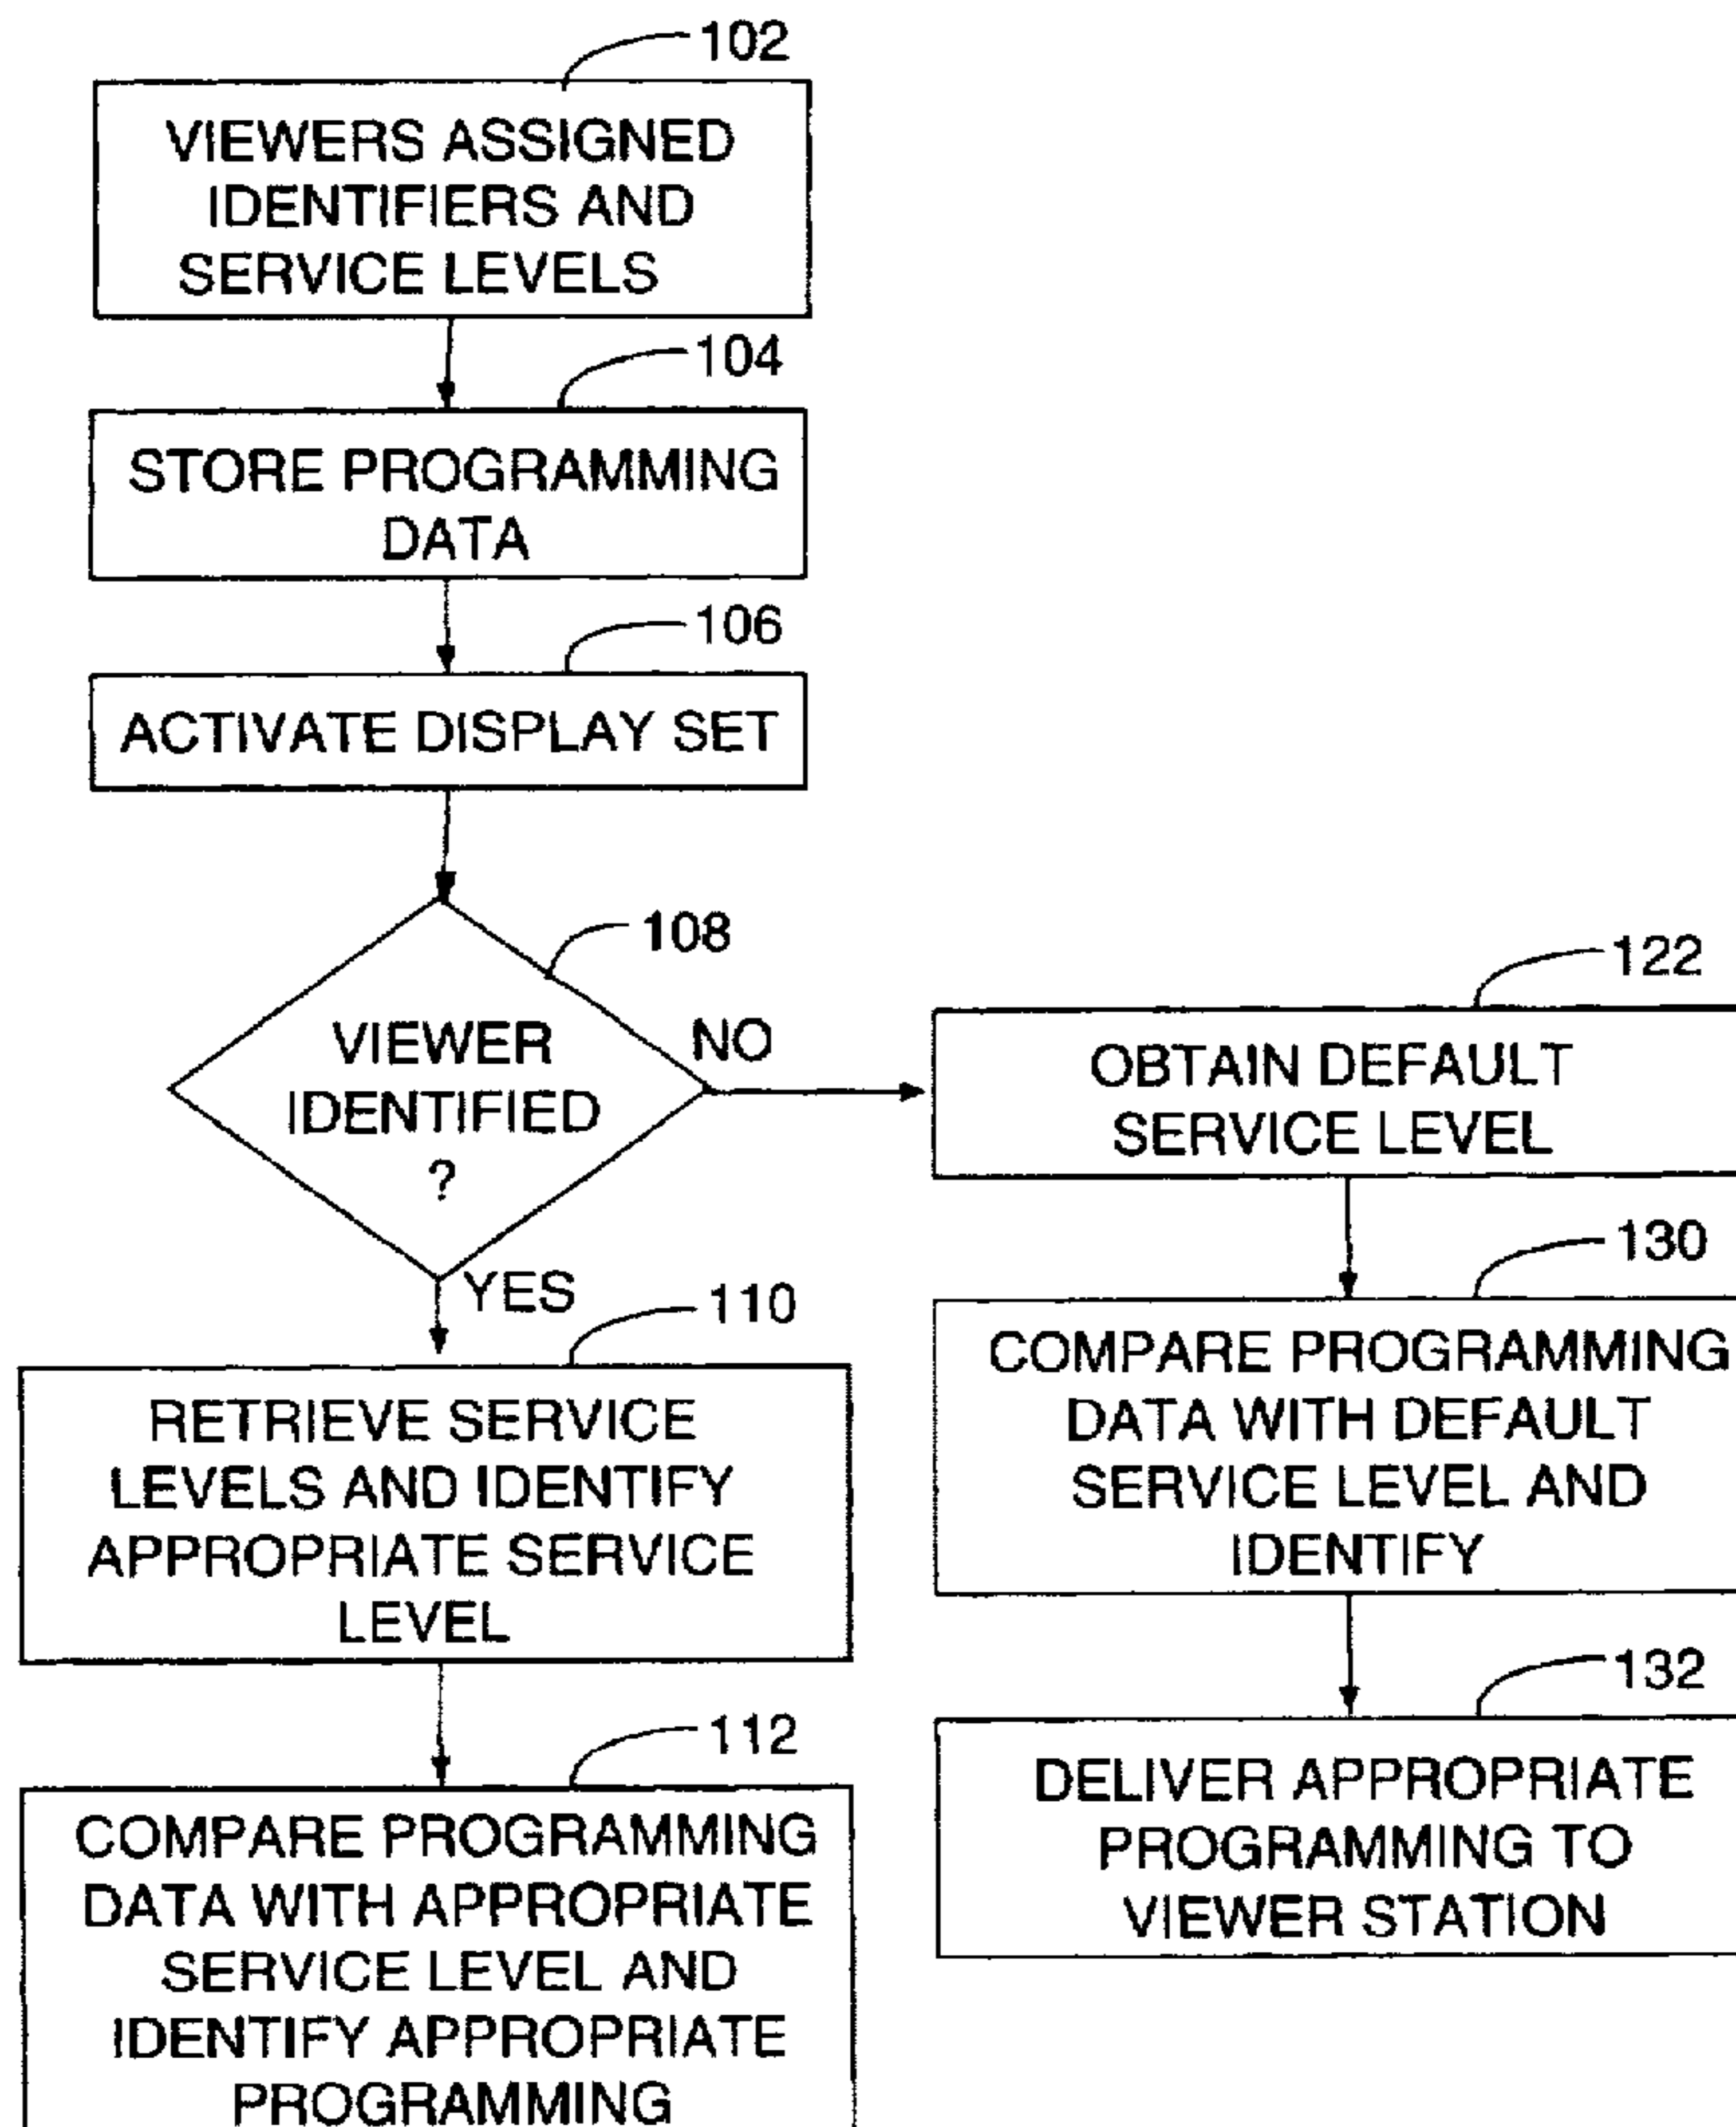 102
VIEWERS ASSIGNED
IDENTIFIERS AND
SERVICE LEVELS
104
STORE PROGRAMMING
DATA
106
ACTIVATE DISPLAY SET
108
VIEWER
IDENTIFIED
?
NO
YES
122
OBTAIN DEFAULT
SERVICE LEVEL
130
COMPARE PROGRAMMING
DATA WITH DEFAULT
SERVICE LEVEL AND
IDENTIFY
132
DELIVER APPROPRIATE
PROGRAMMING TO
VIEWER STATION
110
RETRIEVE SERVICE
LEVELS AND IDENTIFY
APPROPRIATE SERVICE
LEVEL
112
COMPARE PROGRAMMING
DATA WITH APPROPRIATE
SERVICE LEVEL AND
IDENTIFY APPROPRIATE
PROGRAMMING